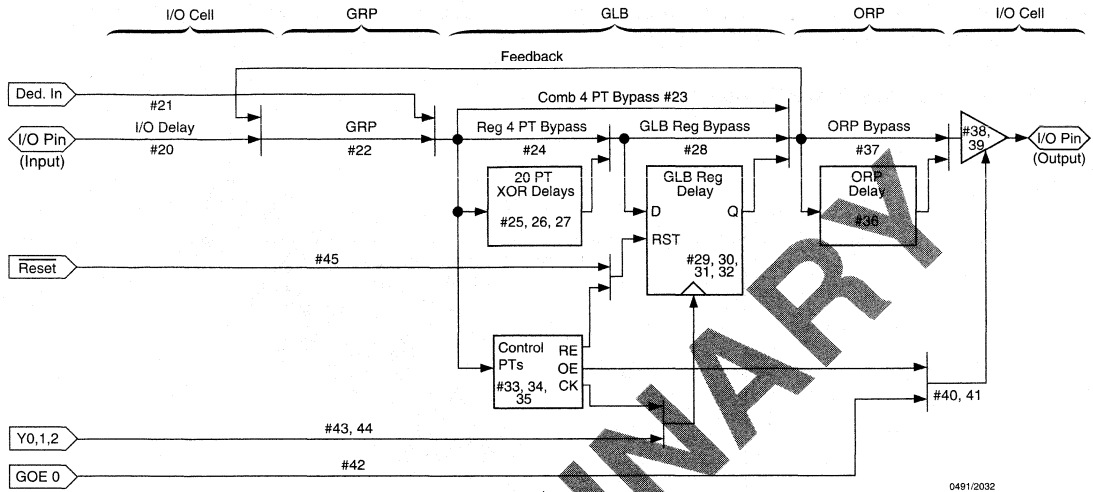 I/O Cell
GRP
GLB
ORP
I/O Cell
Feedback
Ded. In
#21
Comb 4 PT Bypass #23
I/O Pin
(Input)
I/O Delay
#20
GRP
#22
Reg 4 PT Bypass
#24
GLB Reg Bypass
#28
ORP Bypass
#37
#38,
39
I/O Pin
(Output)
20 PT
XOR Delays
#25, 26, 27
GLB Reg
Delay
D
Q
RST
#29, 30,
31, 32
ORP
Delay
#36
Reset
#45
Control
PTs
#33, 34,
35
RE
OE
CK
#40, 41
Y0,1,2
#43, 44
GOE 0
#42
0491/2032
INARY